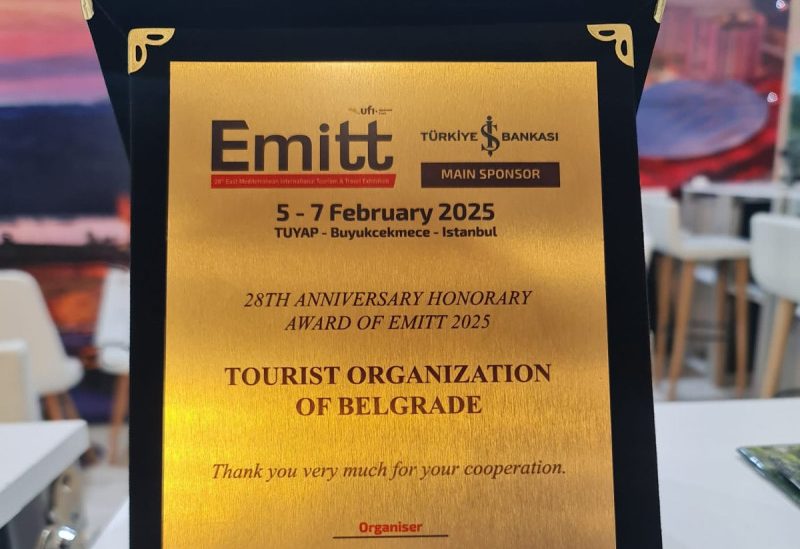 ufi
Emitt
28th East Mediterranean International Tourism & Travel Exhibition
TÜRKİYE İŞ BANKASI
MAIN SPONSOR
5 - 7 February 2025
TUYAP - Buyukcekmece - Istanbul
28TH ANNIVERSARY HONORARY
AWARD OF EMITT 2025
TOURIST ORGANIZATION
OF BELGRADE
Thank you very much for your cooperation.
Organiser